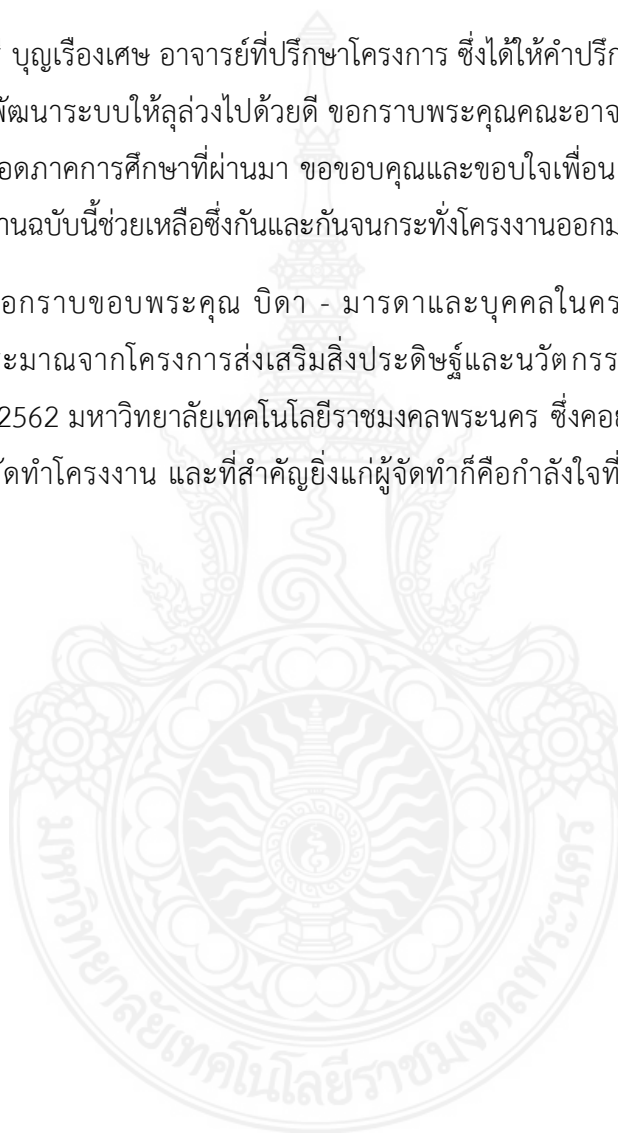 บุญเรืองเศษ อาจารย์ที่ปรึกษาโครงการ ซึ่งได้ให้คำปรึก
พัฒนาระบบให้ลุล่วงไปด้วยดี ขอกราบพระคุณคณะอาจ
อดภาคการศึกษาที่ผ่านมา ขอขอบคุณและขอบใจเพื่อน
านฉบับนี้ช่วยเหลือซึ่งกันและกันจนกระทั่งโครงงานออกม
อกราบขอบพระคุณ บิดา - มารดาและบุคคลในคร
ระมาณจากโครงการส่งเสริมสิ่งประดิษฐ์และนวัตกรร
2562 มหาวิทยาลัยเทคโนโลยีราชมงคลพระนคร ซึ่งคอย
จัดทำโครงงาน และที่สำคัญยิ่งแก่ผู้จัดทำก็คือกำลังใจที่
มหาวิทยาลัยเทคโนโลยีราชมงคลพระนคร